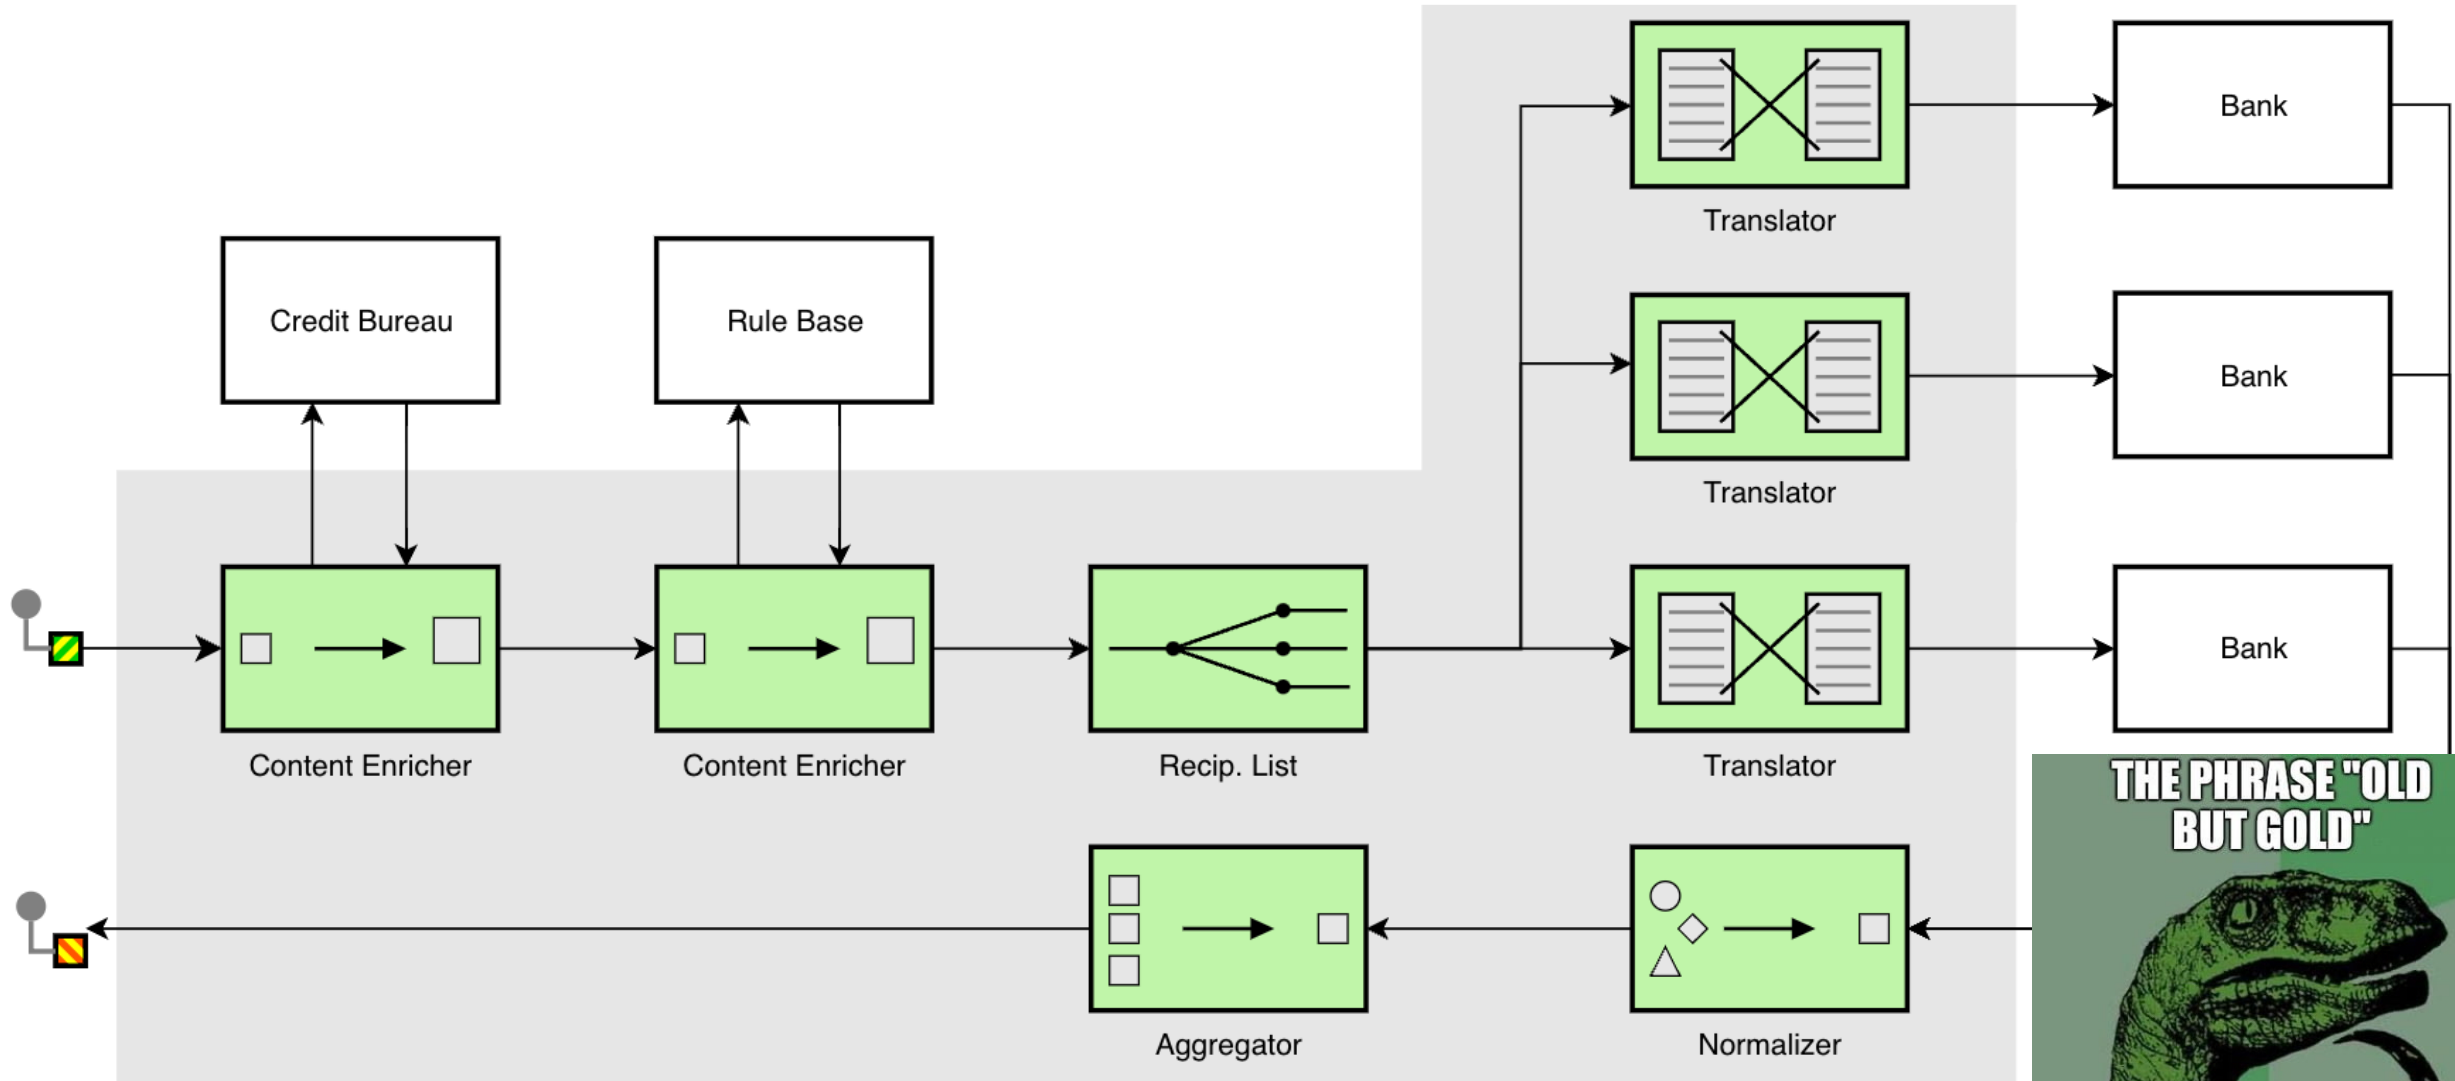 Bank
Translator
Credit Bureau
Rule Base
Bank
Translator
Bank
Content Enricher
Content Enricher
Recip. List
Translator
THE PHRASE "OLD
BUT GOLD"
Aggregator
Normalizer